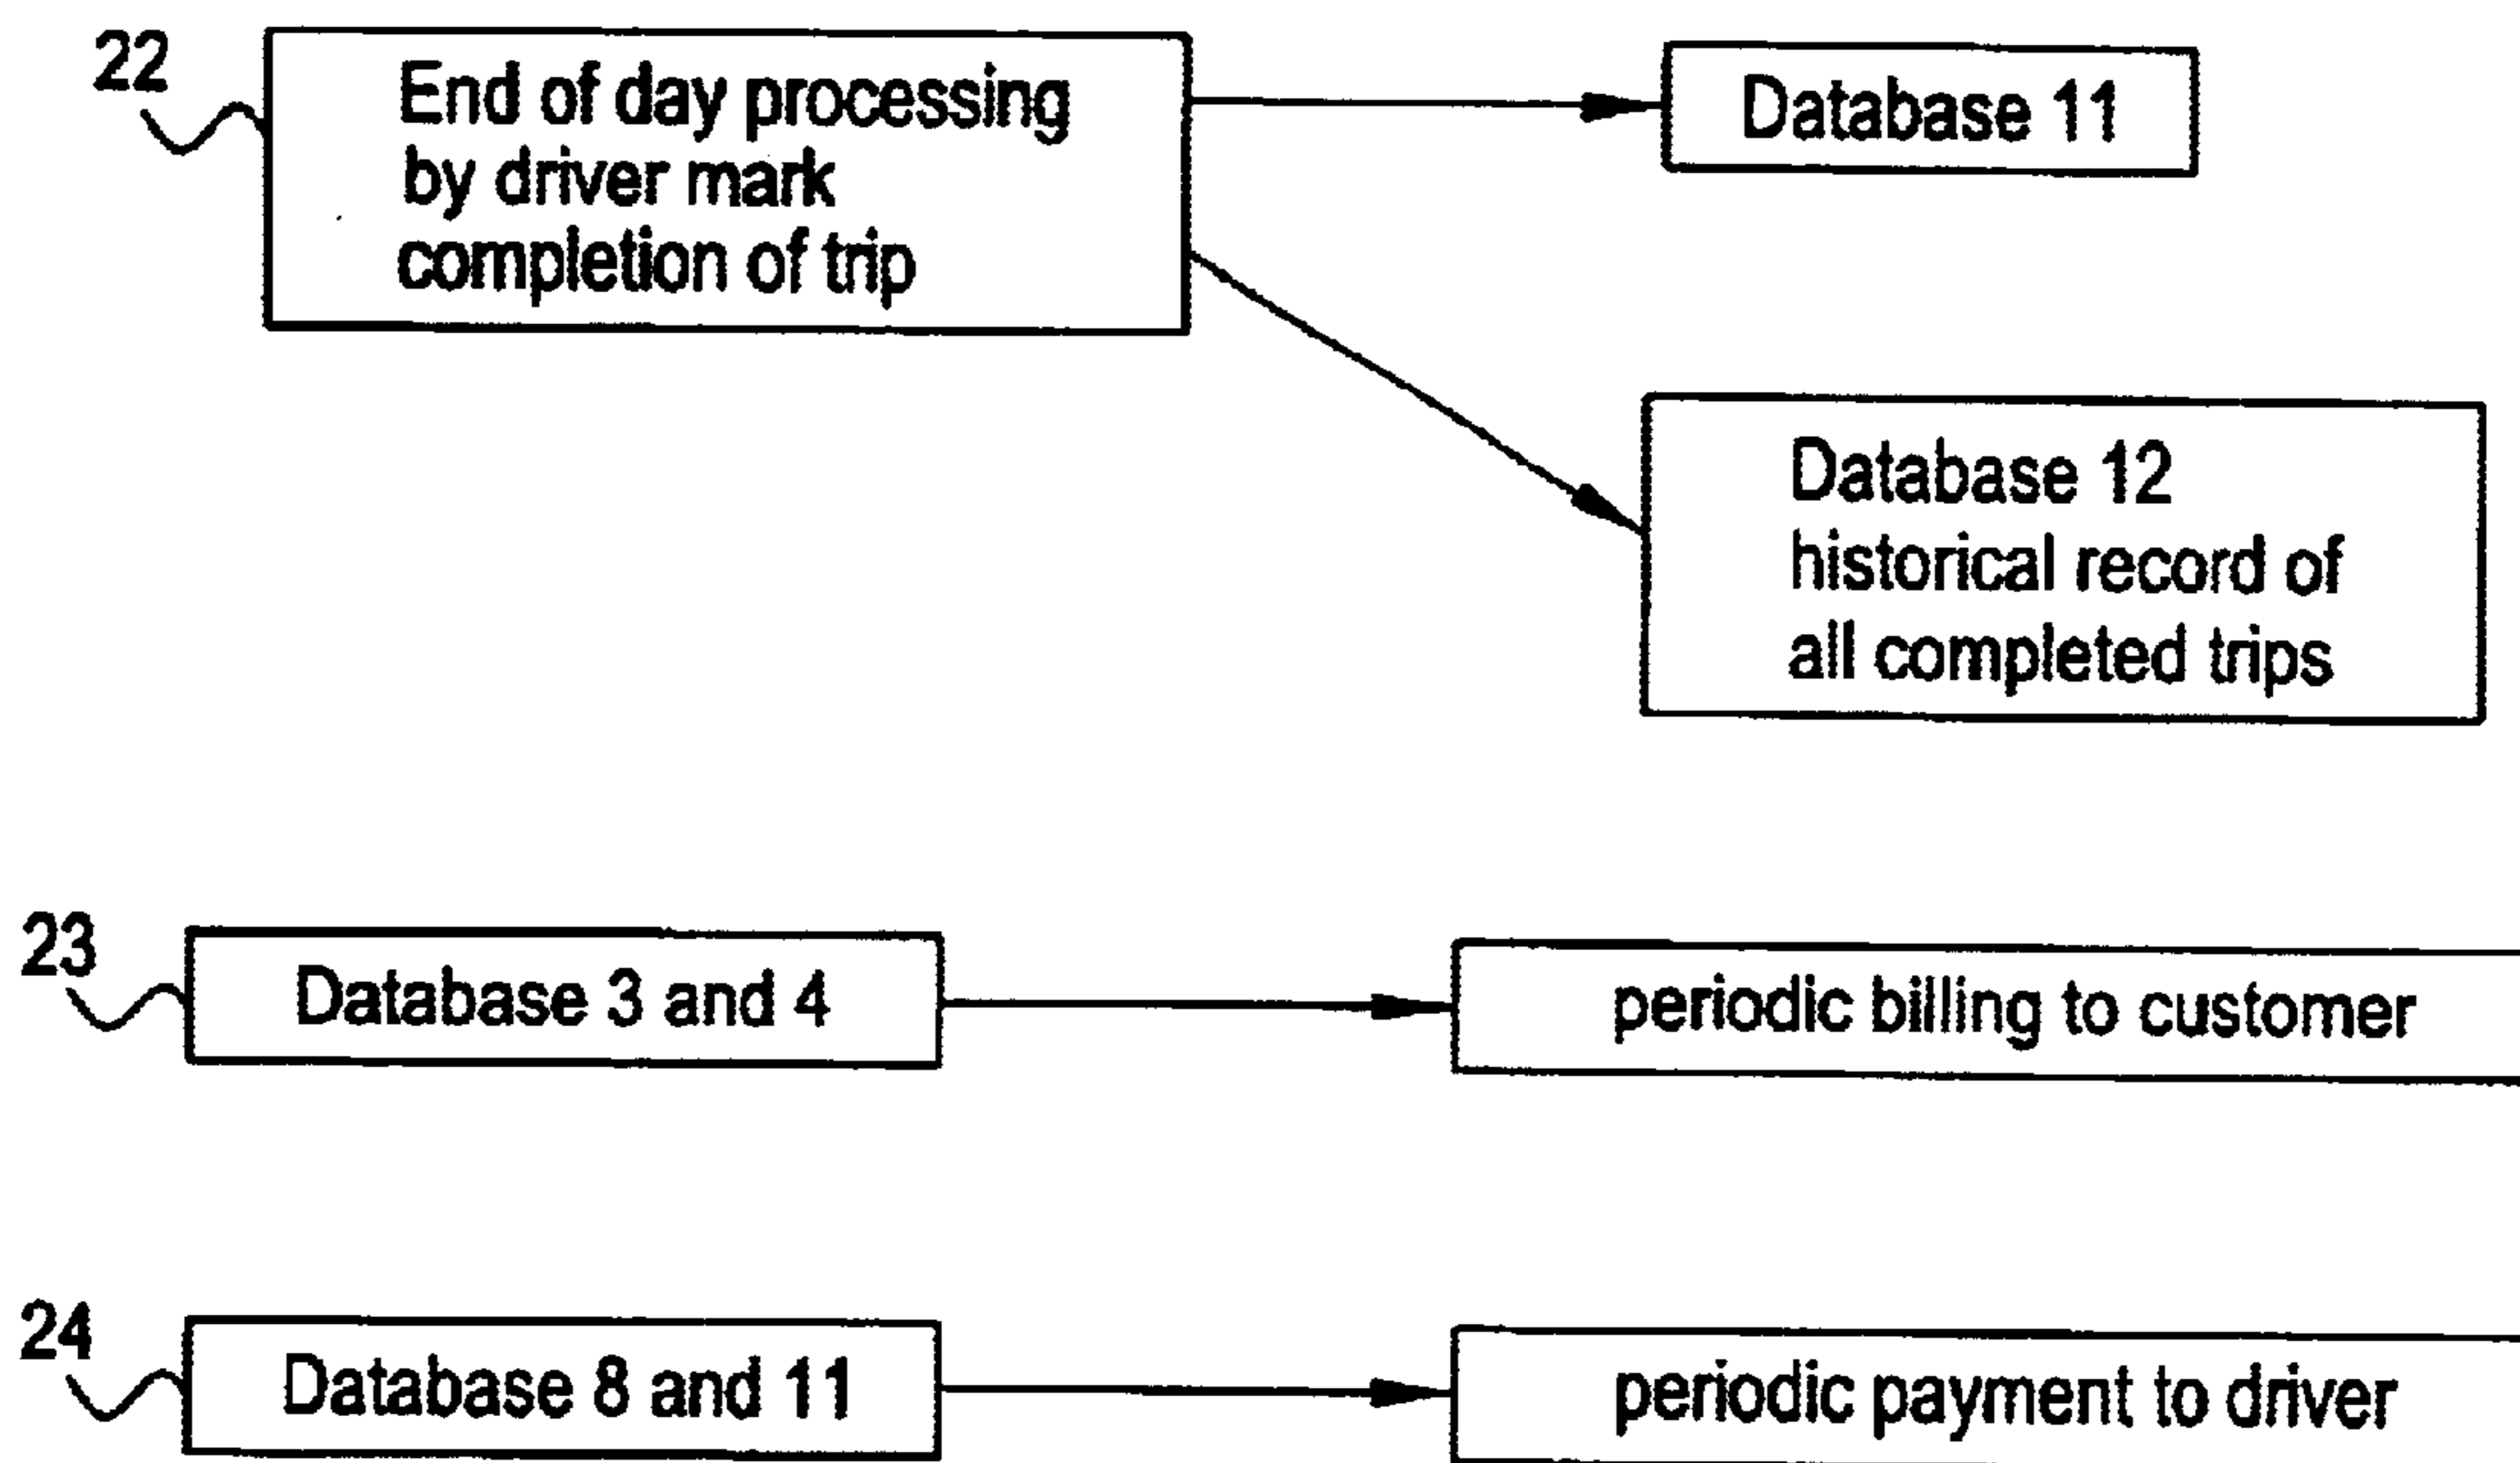 22
End of day processing
by driver mark
completion of trip
Database 11
Database 12
historical record of
all completed trips
23
Database 3 and 4
periodic billing to customer
24
Database 8 and 11
periodic payment to driver